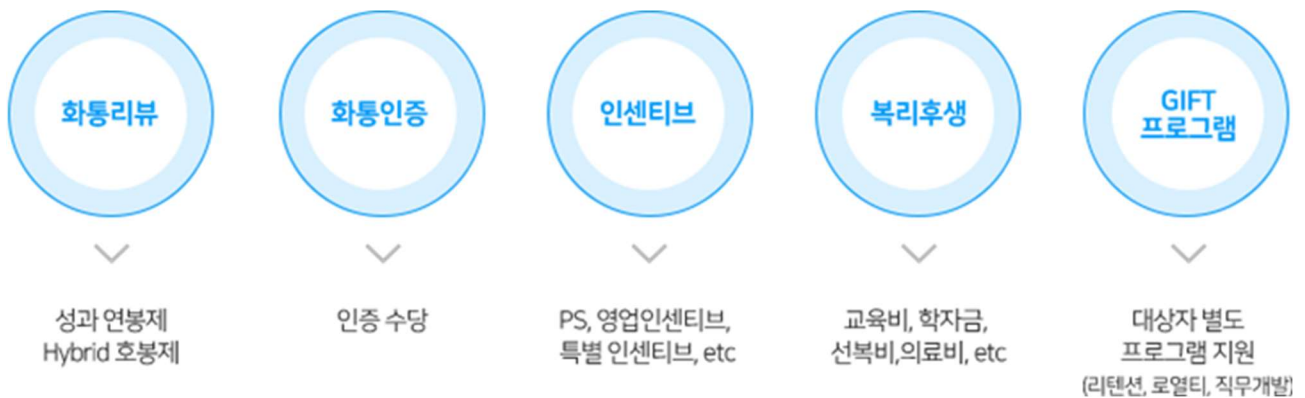 화통리뷰
성과 연봉제
Hybrid 호봉제
화통인증
인증 수당
인센티브
PS, 영업인센티브,
특별 인센티브, etc
복리후생
교육비, 학자금,
선복비,의료비, etc
GIFT
프로그램
대상자 별도
프로그램 지원
(리텐션, 로열티, 직무개발)